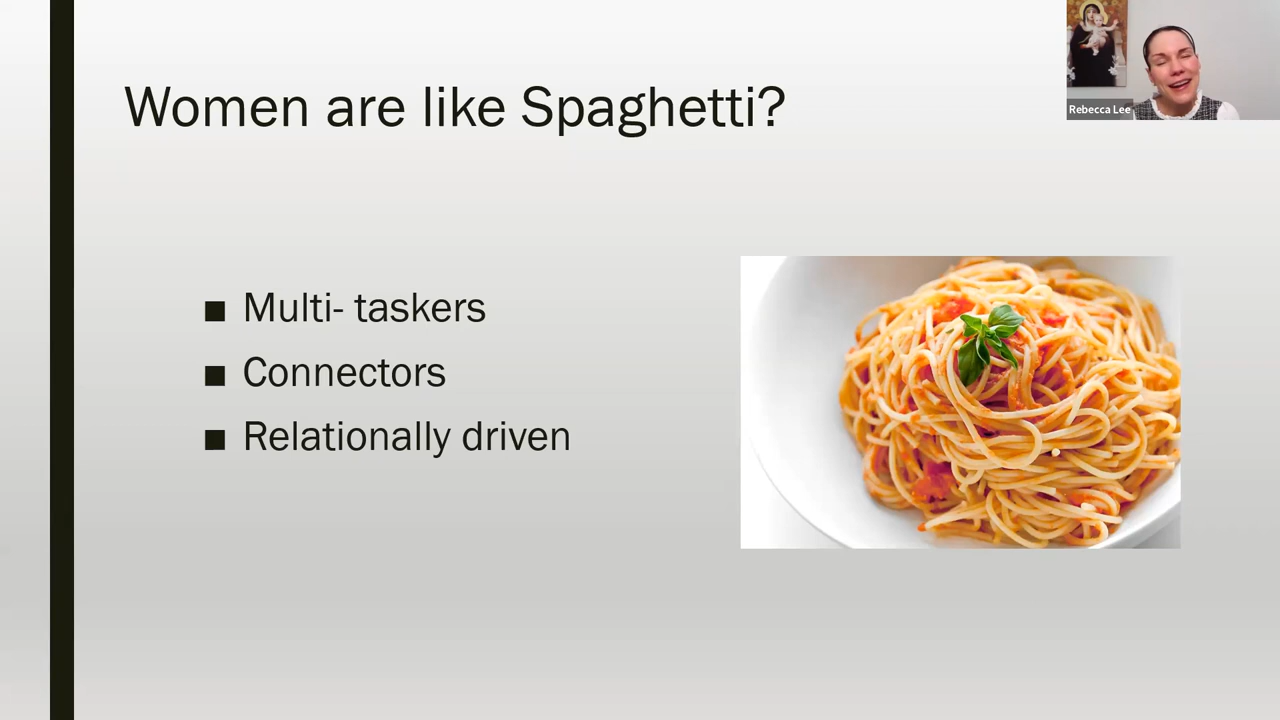 Women are like Spaghetti?
Rebecca Lee
■ Multi- taskers
■ Connectors
■ Relationally driven